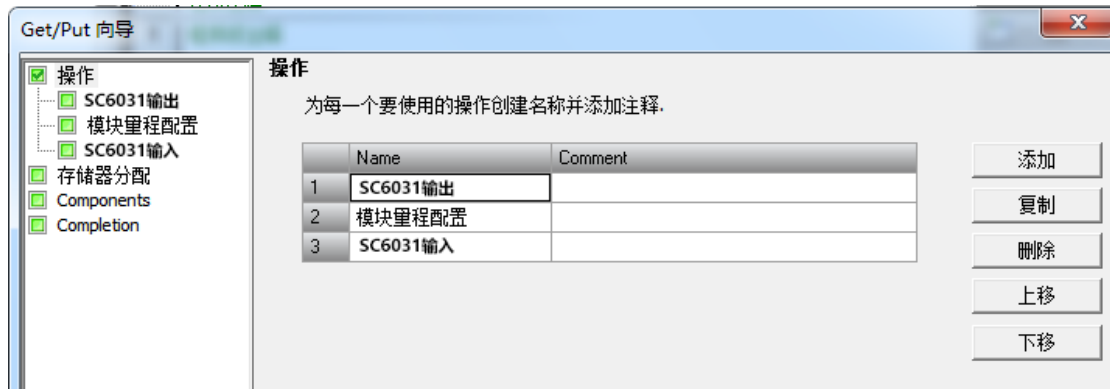 Get/Put 向导
操作
SC6031输出
模块量程配置
SC6031输入
存储器分配
Components
Completion
操作
为每一个要使用的操作创建名称并添加注释.
Name Comment
1 SC6031输出
2 模块量程配置
3 SC6031输入
添加
复制
删除
上移
下移